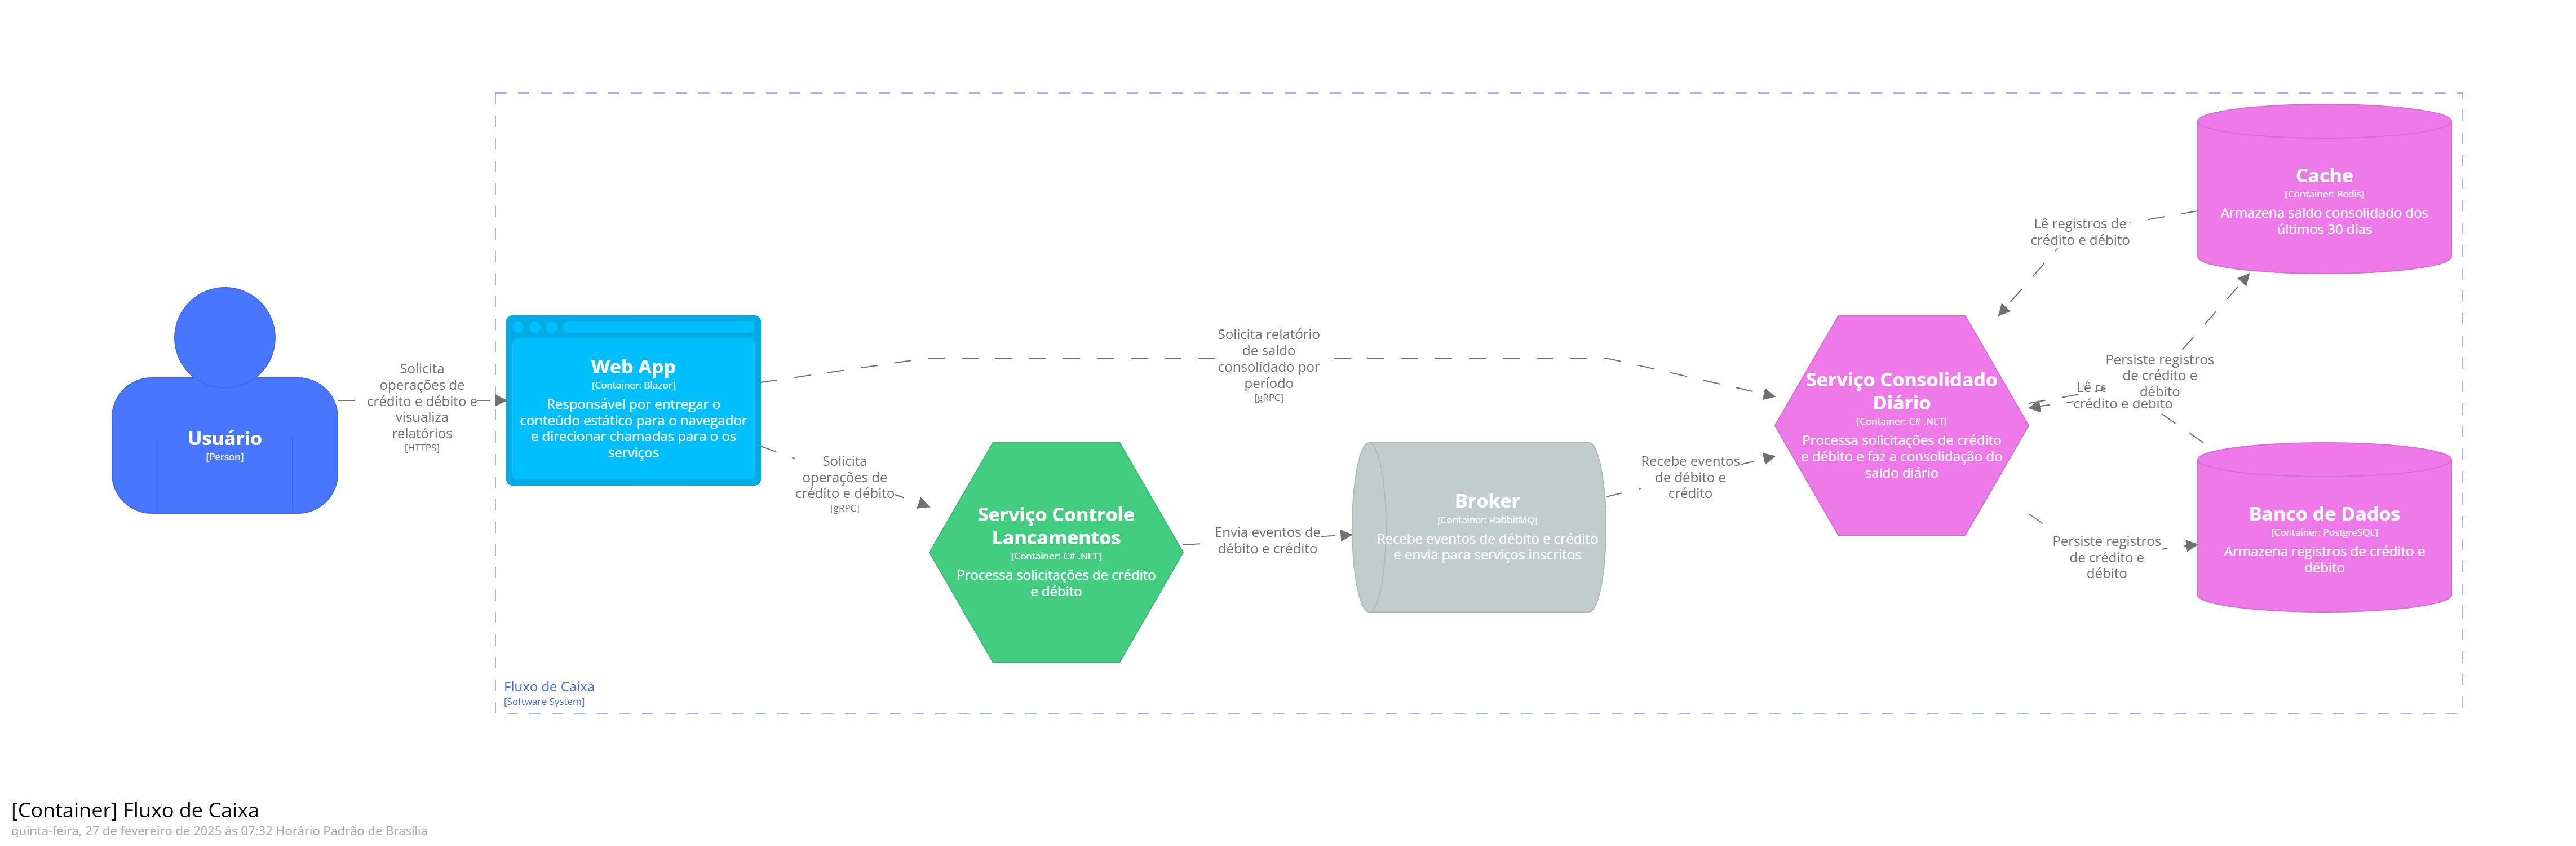 Usuário
[Person]
Solicita
operações de
crédito e débito e
visualiza
relatórios
[HTTPS]
Web App
[Container: Blazor]
Responsável por entregar o
conteúdo estático para o navegador
e direcionar chamadas para o os
serviços
Solicita relatório
de saldo
consolidado por
período
[gRPC]
Solicita
operações de
crédito e débito
[gRPC]
Serviço Controle
Lancamentos
[Container: C# .NET]
Processa solicitações de crédito
e débito
Envia eventos de
débito e crédito
Broker
[Container: RabbitMQ]
Recebe eventos de débito e crédito
e envia para serviços inscritos
Recebe eventos
de débito e
crédito
Serviço Consolidado
Diário
[Container: C# .NET]
Processa solicitações de crédito
e débito e faz a consolidação do
saldo diário
Lê registros de
crédito e débito
Cache
[Container: Redis]
Armazena saldo consolidado dos
últimos 30 dias
Persiste registros
de crédito e
débito
Lê
crédito e débito
Persiste registros
de crédito e
débito
Banco de Dados
[Container: PostgreSQL]
Armazena registros de crédito e
débito
Fluxo de Caixa
[Software System]
[Container] Fluxo de Caixa
quinta-feira, 27 de fevereiro de 2025 às 07:32 Horário Padrão de Brasília